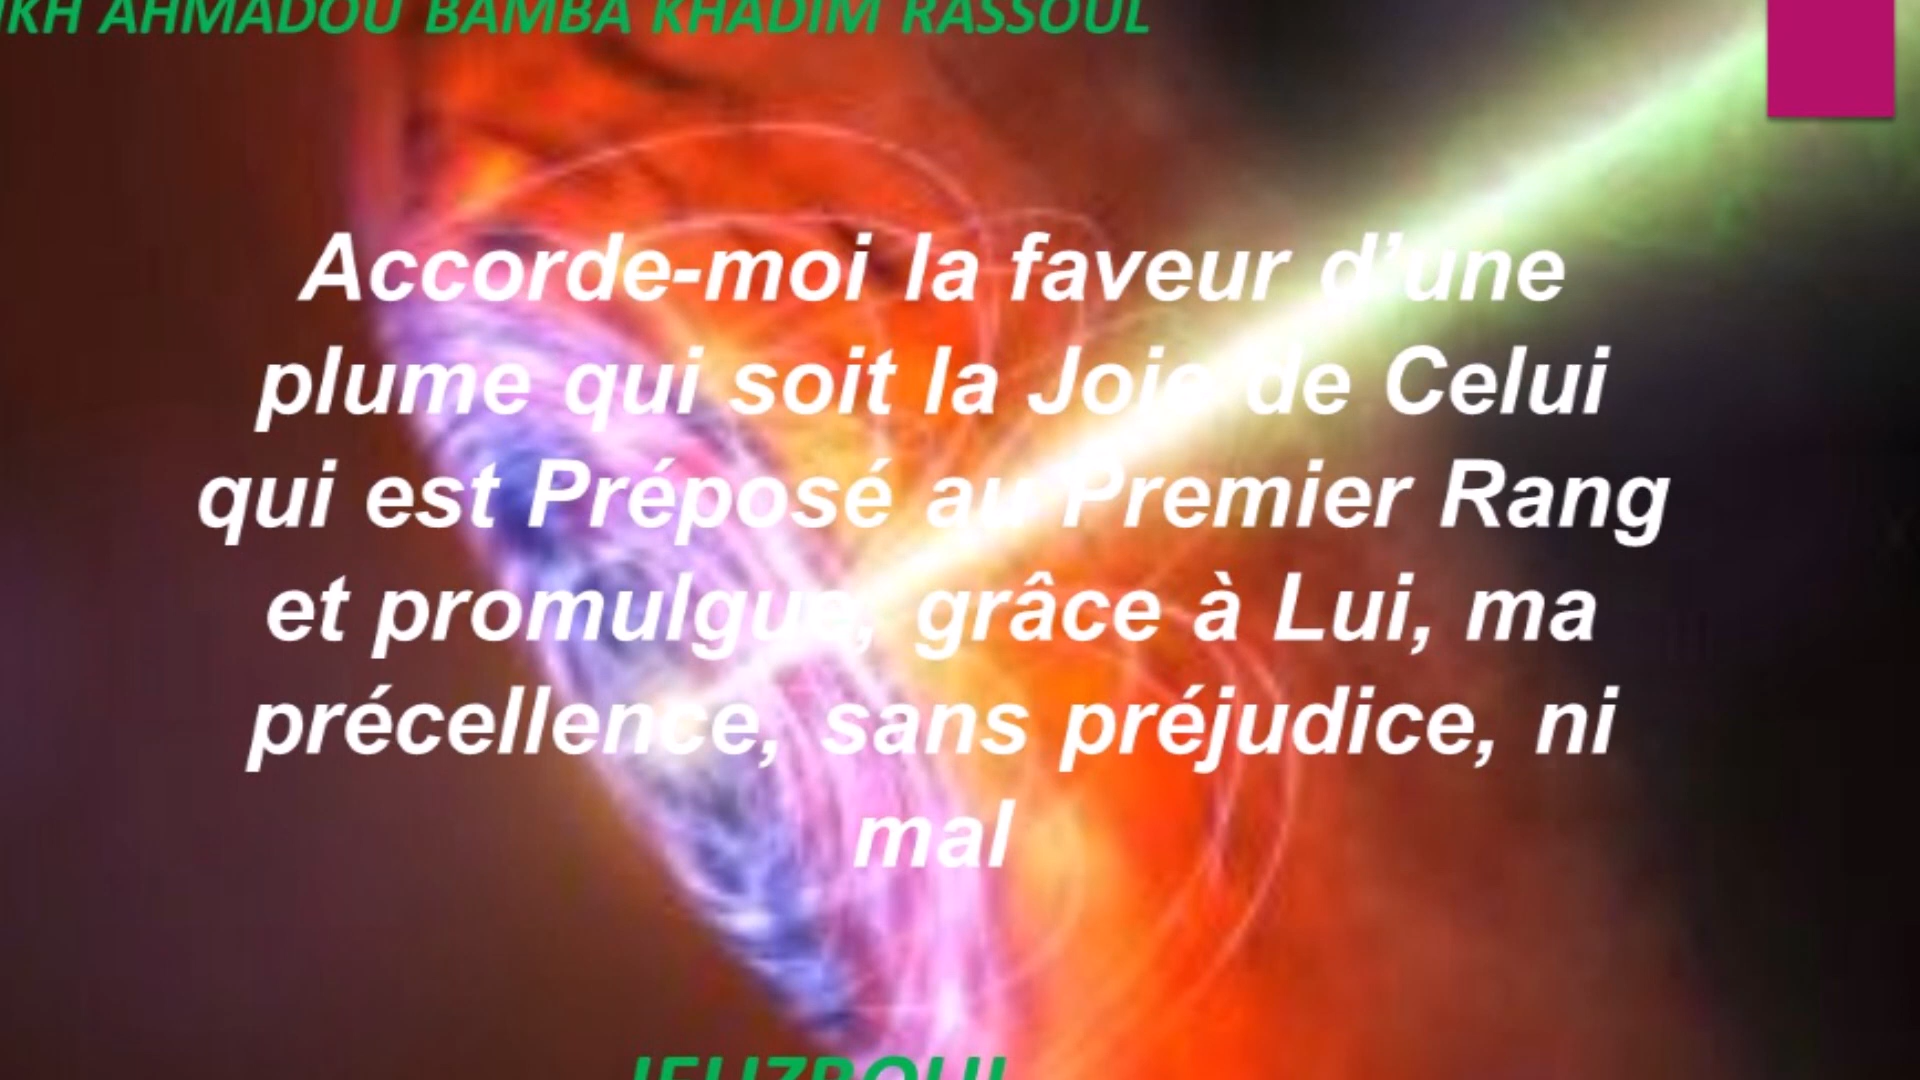 AHMADOU BAMBA KHADIM RASSOUL
Accorde-moi la faveur d’une
plume qui soit la Joie de Celui
qui est Préposé au Premier Rang
et promulgue, grâce à Lui, ma
précellence, sans préjudice, ni
mal